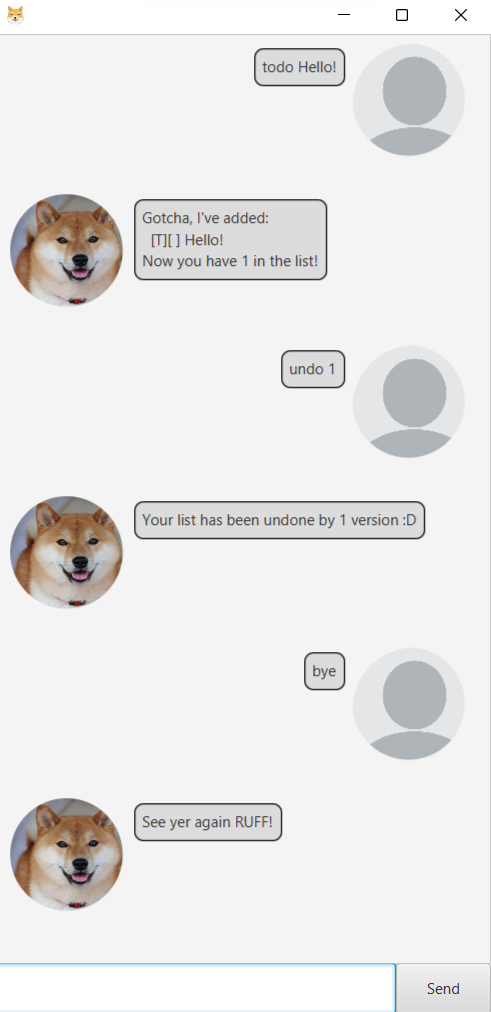 todo Hello!
Gotcha, I've added:
[T][ ] Hello!
Now you have 1 in the list!
undo 1
Your list has been undone by 1 version :D
bye
See yer again RUFF!
Send